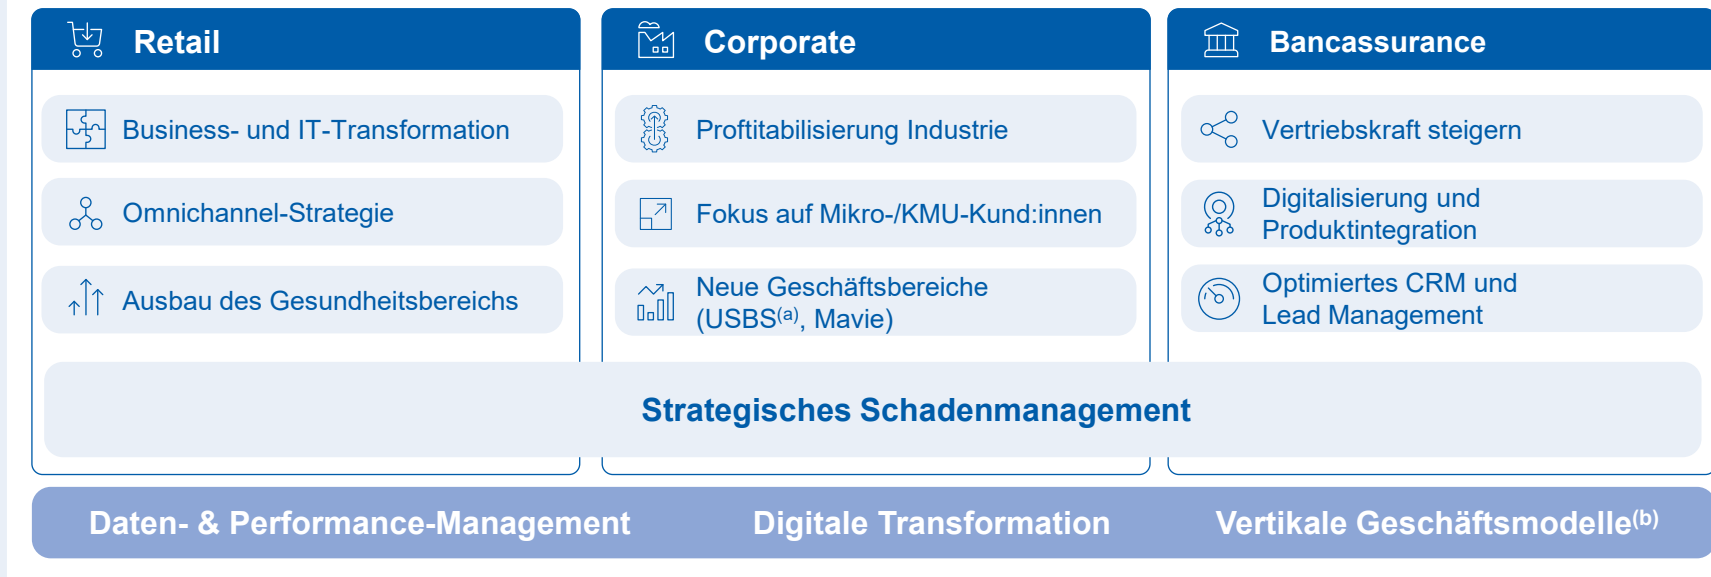 Retail
Business- und IT-Transformation
Omnichannel-Strategie
Ausbau des Gesundheitsbereichs
Corporate
Proftitabilisierung Industrie
Fokus auf Mikro-/KMU-Kund:innen
Neue Geschäftsbereiche
(USBS(a), Mavie)
Bancassurance
Vertriebskraft steigern
Digitalisierung und
Produktintegration
Optimiertes CRM und
Lead Management
Strategisches Schadenmanagement
Daten- & Performance-Management
Digitale Transformation
Vertikale Geschäftsmodelle(b)